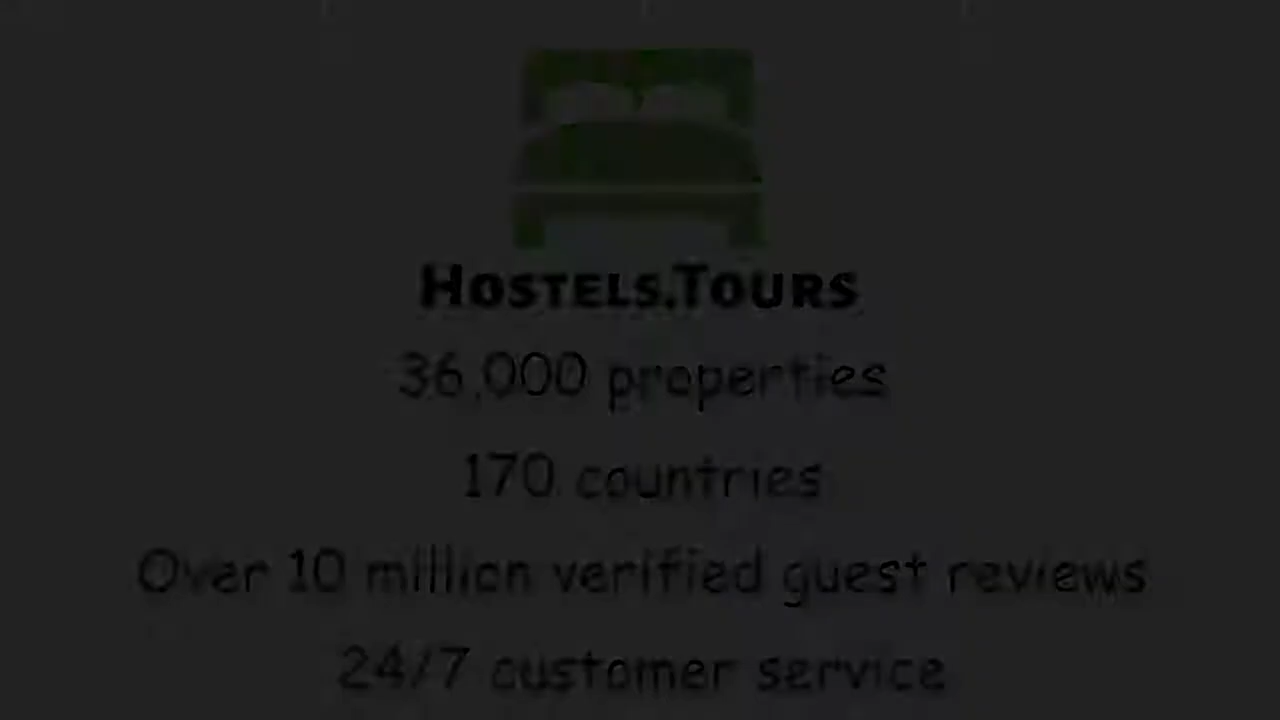 Hostels.Tours
36,000 properties
170 countries
Over 10 million verified guest reviews
24/7 customer service